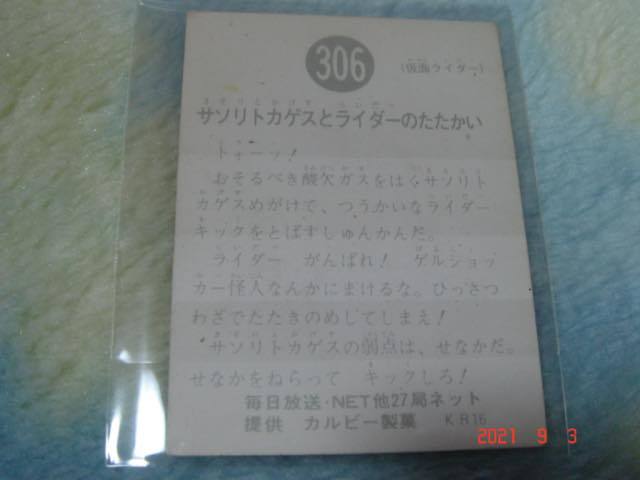 306
(仮面ライダー)
サソリトカゲスとライダーのたたかい
トォーッ!
おそるべき酸欠ガスをはくサソリト
カゲスめがけで、つうかいなライダー
キックをとばすしゅんかんだ。
ライダー がんばれ! ゲルショッ
カー怪人なんかにまけるな。ひっさつ
わざでたたきのめしてしまえ!
サソリトカゲスの弱点は、せなかだ。
せなかをねらって キックしろ!
毎日放送・NET他27局ネット
提供 カルビー製菓 KR16
2021 9 3